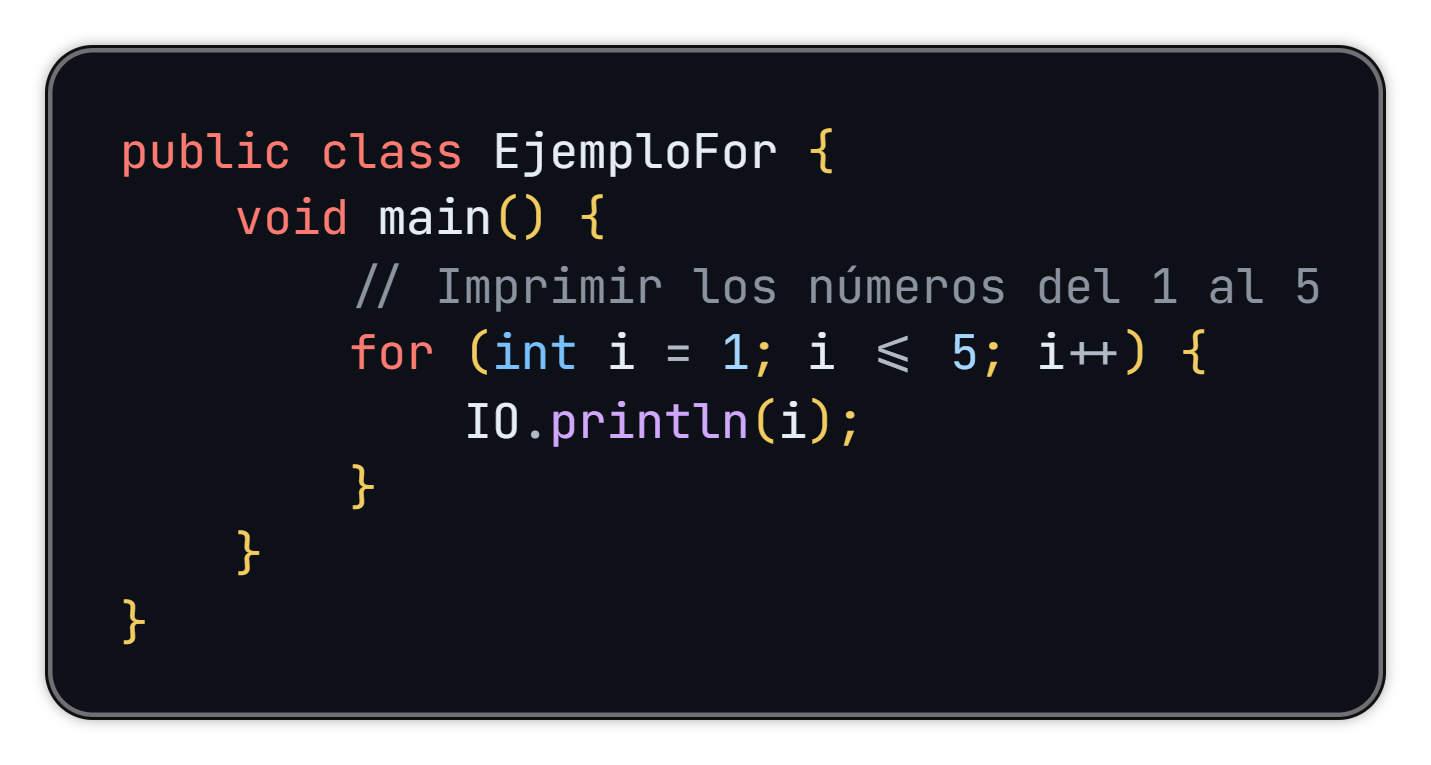 public class EjemploFor {
    void main() {
        // Imprimir los números del 1 al 5
        for (int i = 1; i <= 5; i++) {
            IO.println(i);
        }
    }
}